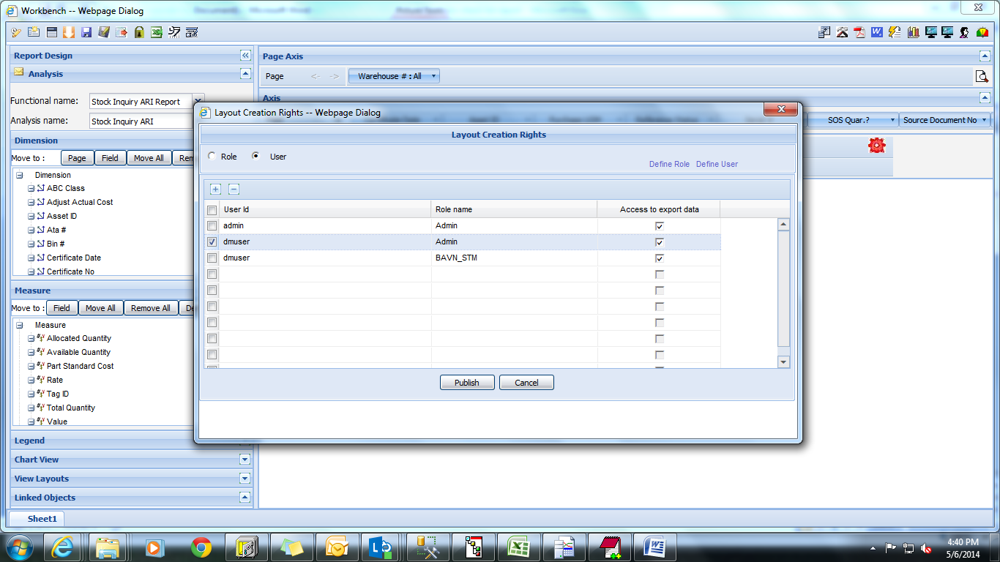 Workbench -- Webpage Dialog
Report Design
Page Axis
Analysis
Page <- -> Warehouse # : All
Functional name: Stock Inquiry ARI Report
Axis
Analysis name: Stock Inquiry ARI
SOS Quar.? Source Document No
Dimension
Move to : Page Field Move All Rem
Dimension
ABC Class
Adjust Actual Cost
Asset ID
Ata #
Bin #
Certificate Date
Certificate No
Measure
Move to : Field Move All Remove All De
Measure
Allocated Quantity
Available Quantity
Part Standard Cost
Rate
Tag ID
Total Quantity
Value
Legend
Chart View
View Layouts
Linked Objects
Sheet1
Layout Creation Rights -- Webpage Dialog
Layout Creation Rights
Role User
Define Role Define User
User Id Role name Access to export data
admin Admin
dmuser Admin
dmuser BAVN_STM
Publish Cancel
4:40 PM
5/6/2014